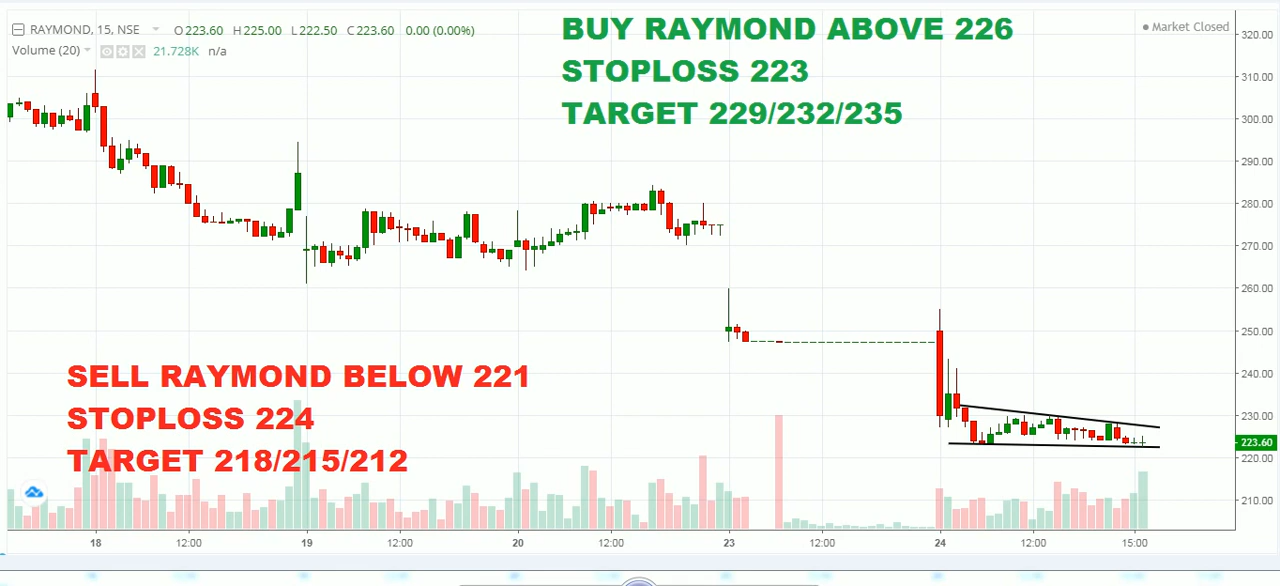 RAYMOND, 15, NSE O 223.60 H 225.00 L 222.50 C 223.60 0.00 (0.00%)
Volume (20) 21.728K n/a
BUY RAYMOND ABOVE 226
STOPLOSS 223
TARGET 229/232/235
Market Closed
320.00
310.00
300.00
290.00
280.00
270.00
260.00
250.00
240.00
230.00
223.60
220.00
210.00
SELL RAYMOND BELOW 221
STOPLOSS 224
TARGET 218/215/212
18 12:00 19 12:00 20 12:00 23 12:00 24 12:00 15:00